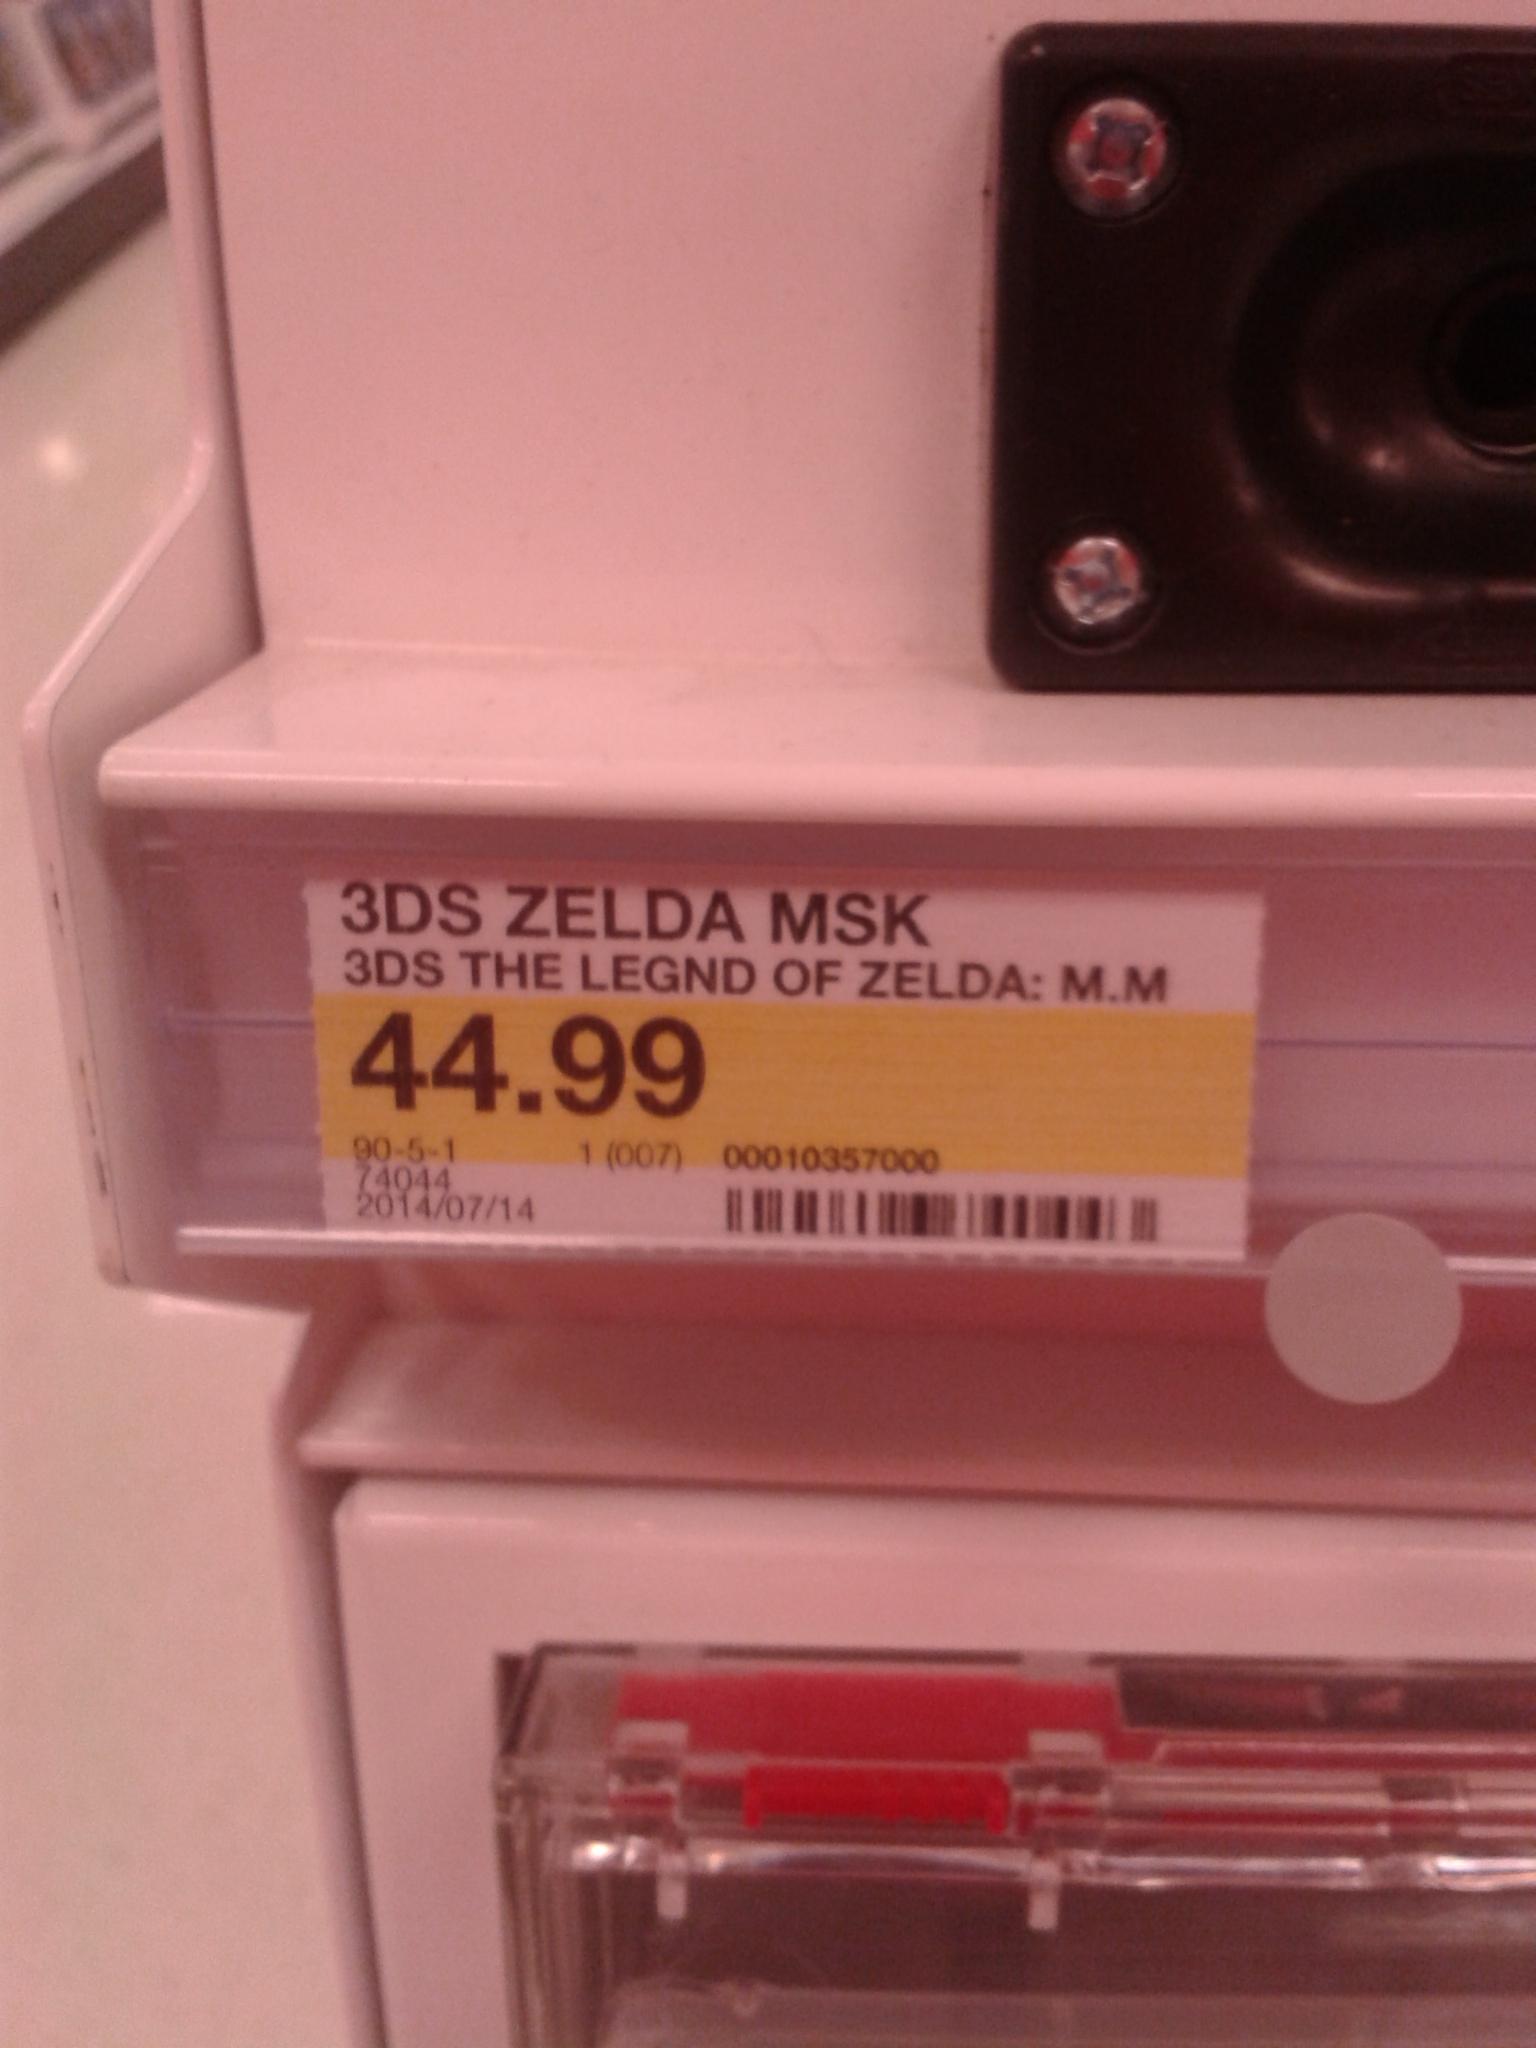 3DS ZELDA MSK
3DS THE LEGND OF ZELDA: M.M
44.99
90-5-1 1 (007) 00010357000
74044
2014/07/14